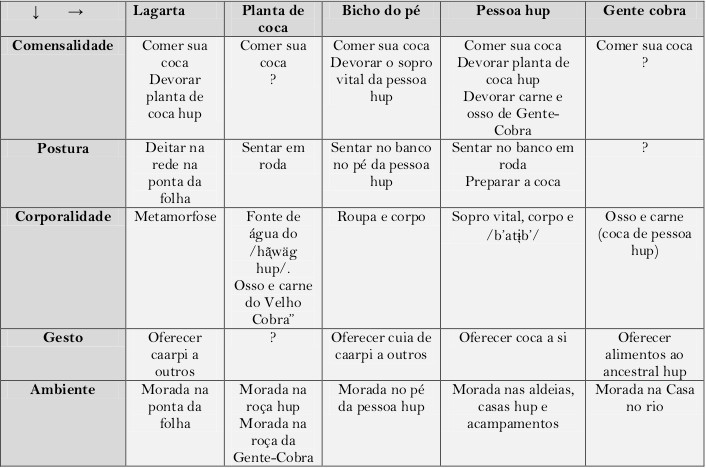 ↓ → Lagarta Planta de coca Bicho do pé Pessoa hup Gente cobra
Comensalidade
Comer sua
coca
Devorar
planta de
coca hup
Comer sua
coca
?
Comer sua coca
Devorar o sopro
vital da pessoa
hup
Comer sua coca
Devorar planta de
coca hup
Devorar carne e
osso de Gente-
Cobra
Comer sua coca
?
Postura
Deitar na
rede na
ponta da
folha
Sentar em
roda
Sentar no banco
no pé da pessoa
hup
Sentar no banco em
roda
Preparar a coca
?
Corporalidade
Metamorfose
Fonte de
água do
/hã̗wäg
hup/.
Osso e carne
do Velho
Cobra”
Roupa e corpo
Sopro vital, corpo e
/b’atɨ̗b’/
Osso e carne
(coca de pessoa
hup)
Gesto
Oferecer
caarpi a
outros
?
Oferecer cuia de
caarpi a outros
Oferecer coca a si
Oferecer
alimentos ao
ancestral hup
Ambiente
Morada na
ponta da
folha
Morada na
roça hup
Morada na
roça da
Gente-Cobra
Morada no pé
da pessoa hup
Morada nas aldeias,
casas hup e
acampamentos
Morada na Casa
no rio